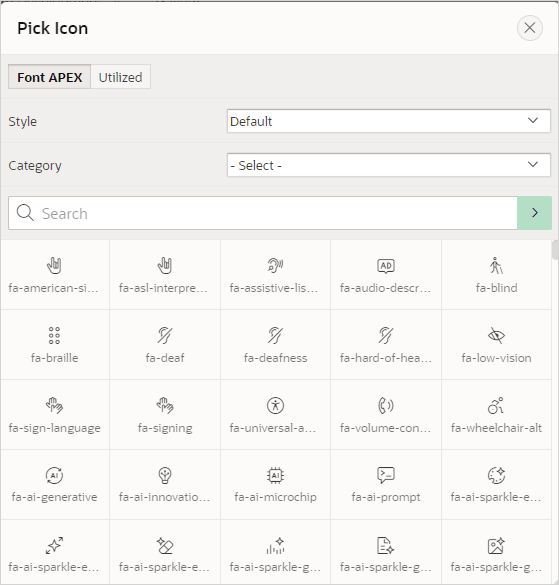 Pick Icon
Font APEX Utilized
Style Default
Category - Select -
Search
fa-american-si... fa-asl-interpre... fa-assistive-lis... fa-audio-descr... fa-blind
fa-braille fa-deaf fa-deafness fa-hard-of-hea... fa-low-vision
fa-sign-language fa-signing fa-universal-a... fa-volume-con... fa-wheelchair-alt
AI AI
fa-ai-generative fa-ai-innovatio... fa-ai-microchip fa-ai-prompt fa-ai-sparkle-e...
fa-ai-sparkle-e... fa-ai-sparkle-e... fa-ai-sparkle-g... fa-ai-sparkle-g... fa-ai-sparkle-g...